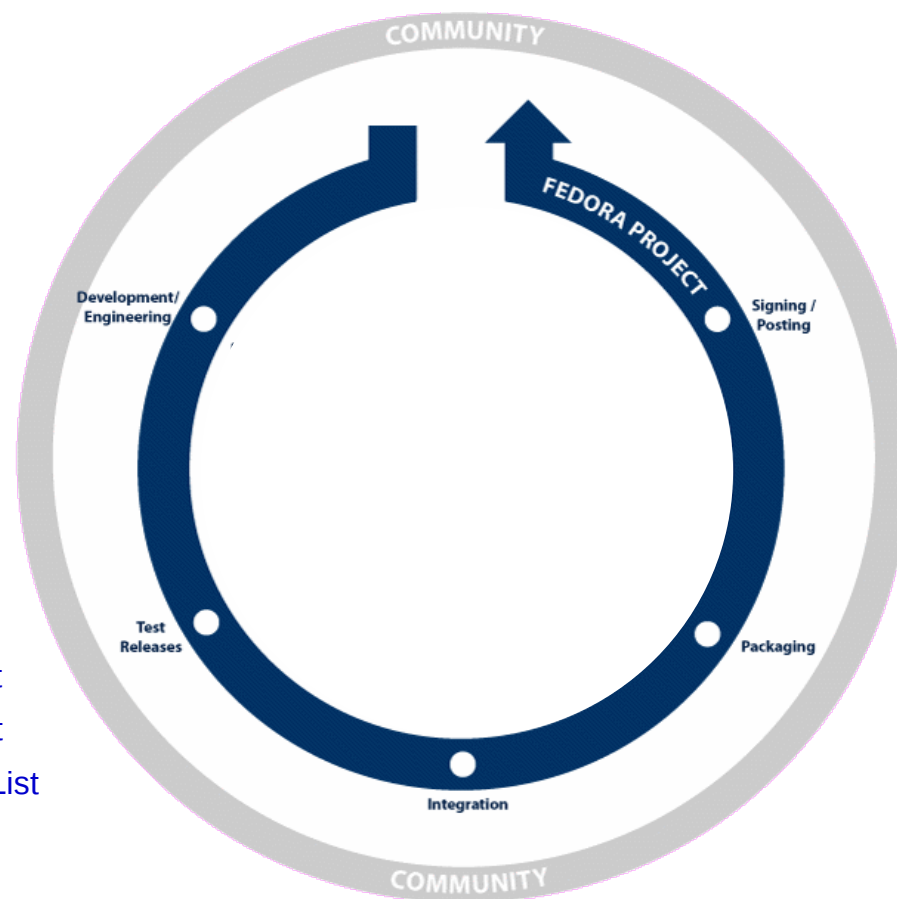 COMMUNITY
FEDORA PROJECT
Development/
Engineering
Signing /
Posting
Test
Releases
Packaging
t
t
List
Integration
COMMUNITY